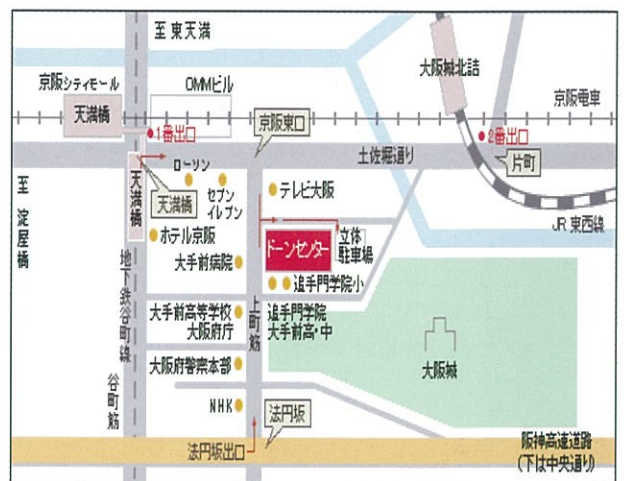 至 東天満
大阪城北詰
京阪シティモール
OMMビル
京阪電車
天満橋
1番出口
京阪東口
2番出口
土佐堀通り
片町
ローソン
至 淀屋橋
天満橋
天満橋
セブン
イレブン
テレビ大阪
JR東西線
ホテル京阪
ドーンセンター
立体
駐車場
大手前病院
追手門学院小
地下鉄谷町線
大手前高等学校
大阪府庁
上町筋
追手門学院
大手前高・中
大阪城
大阪府警察本部
谷町筋
NHK
法円坂
法円坂出口
阪神高速道路
(下は中央通り)